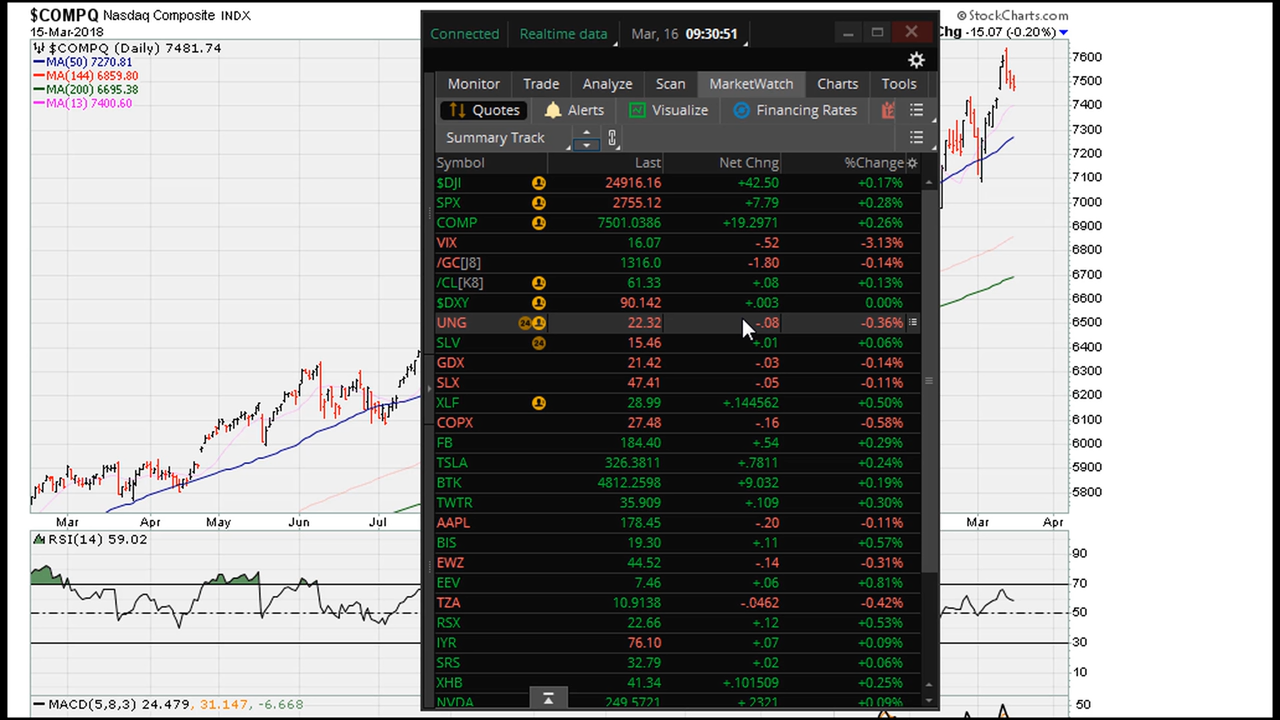 $COMPQ Nasdaq Composite INDX
15-Mar-2018
© StockCharts.com
Chg -15.07 (-0.20%)
$COMPQ (Daily) 7481.74
MA(50) 7270.81
MA(144) 6859.80
MA(200) 6695.38
MA(13) 7400.60
Connected Realtime data Mar, 16 09:30:51
Monitor Trade Analyze Scan MarketWatch Charts Tools
Quotes Alerts Visualize Financing Rates
Summary Track
Symbol Last Net Chng %Change
$DJI 24916.16 +42.50 +0.17%
SPX 2755.12 +7.79 +0.28%
COMP 7501.0386 +19.2971 +0.26%
VIX 16.07 -.52 -3.13%
/GC[J8] 1316.0 -1.80 -0.14%
/CL[K8] 61.33 +.08 +0.13%
$DXY 90.142 +.003 0.00%
UNG 24 22.32 -.08 -0.36%
SLV 24 15.46 +.01 +0.06%
GDX 21.42 -.03 -0.14%
SLX 47.41 -.05 -0.11%
XLF 28.99 +.144562 +0.50%
COPX 27.48 -.16 -0.58%
FB 184.40 +.54 +0.29%
TSLA 326.3811 +.7811 +0.24%
BTK 4812.2598 +9.032 +0.19%
TWTR 35.909 +.109 +0.30%
AAPL 178.45 -.20 -0.11%
BIS 19.30 +.11 +0.57%
EWZ 44.52 -.14 -0.31%
EEV 7.46 +.06 +0.81%
TZA 10.9138 -.0462 -0.42%
RSX 22.66 +.12 +0.53%
IYR 76.10 +.07 +0.09%
SRS 32.79 +.02 +0.06%
XHB 41.34 +.101509 +0.25%
NVDA 249.5721 +.2321 +0.09%
7600
7500
7400
7300
7200
7100
7000
6900
6800
6700
6600
6500
6400
6300
6200
6100
6000
5900
5800
Mar Apr May Jun Jul Mar Apr
RSI(14) 59.02
90
70
50
30
10
31.147, -6.668
50